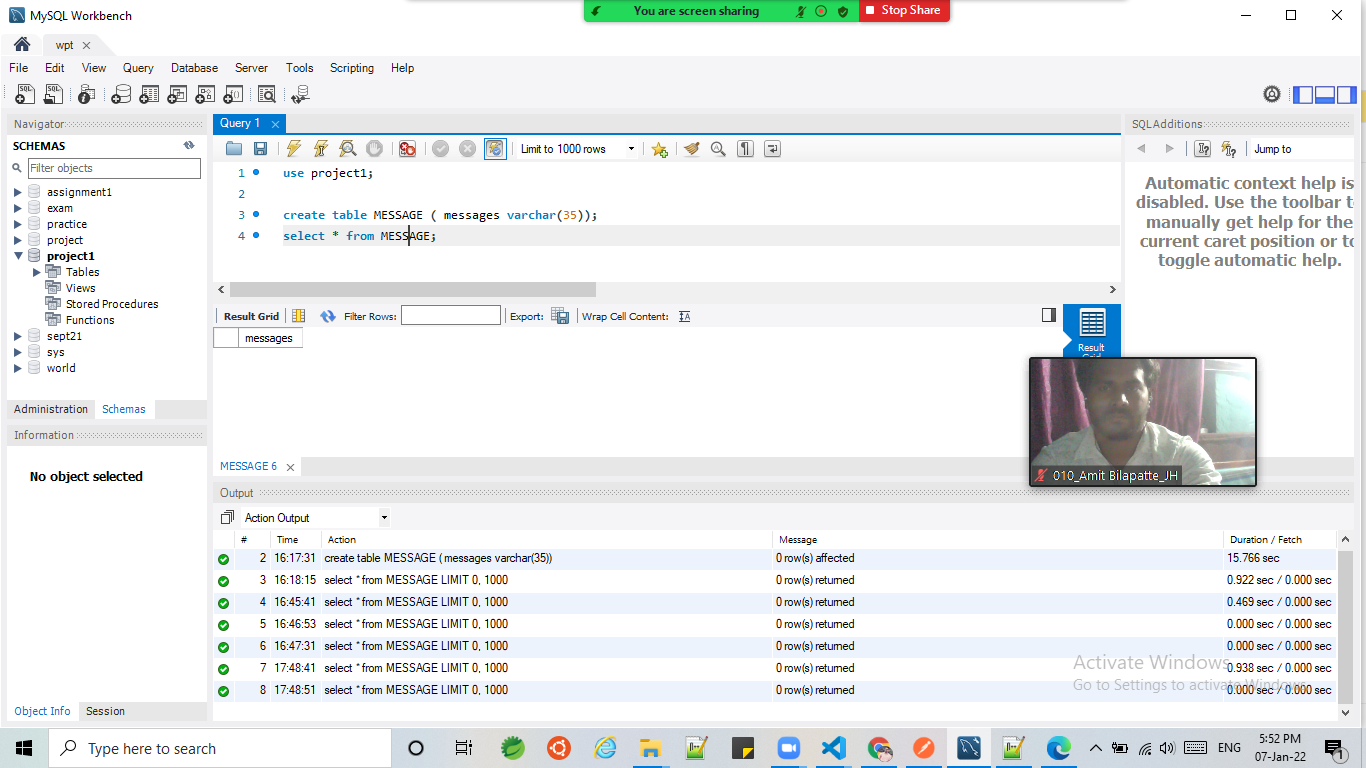 MySQL Workbench
You are screen sharing
Stop Share
wpt
File Edit View Query Database Server Tools Scripting Help
Navigator
SCHEMAS
Filter objects
assignment1
exam
practice
project
project1
Tables
Views
Stored Procedures
Functions
sept21
sys
world
Administration Schemas
Information
No object selected
Object Info Session
Query 1
Limit to 1000 rows
1 use project1;
2
3 create table MESSAGE ( messages varchar(35));
4 select * from MESSAGE;
Result Grid Filter Rows: Export: Wrap Cell Content:
messages
Result
Grid
MESSAGE 6
SQLAdditions
Jump to
Automatic context help is
disabled. Use the toolbar t
manually get help for the
current caret position or to
toggle automatic help.
010_Amit Bilapatte_JH
Output
Action Output
# Time Action Message Duration / Fetch
2 16:17:31 create table MESSAGE ( messages varchar(35)) 0 row(s) affected 15.766 sec
3 16:18:15 select * from MESSAGE LIMIT 0, 1000 0 row(s) returned 0.922 sec / 0.000 sec
4 16:45:41 select * from MESSAGE LIMIT 0, 1000 0 row(s) returned 0.469 sec / 0.000 sec
5 16:46:53 select * from MESSAGE LIMIT 0, 1000 0 row(s) returned 0.000 sec / 0.000 sec
6 16:47:31 select * from MESSAGE LIMIT 0, 1000 0 row(s) returned 0.000 sec / 0.000 sec
7 17:48:41 select * from MESSAGE LIMIT 0, 1000 0 row(s) returned 0.938 sec / 0.000 sec
8 17:48:51 select * from MESSAGE LIMIT 0, 1000 0 row(s) returned 0.000 sec / 0.000 sec
Activate Windows
Go to Settings to activate Windows.
Type here to search
ENG
5:52 PM
07-Jan-22
1